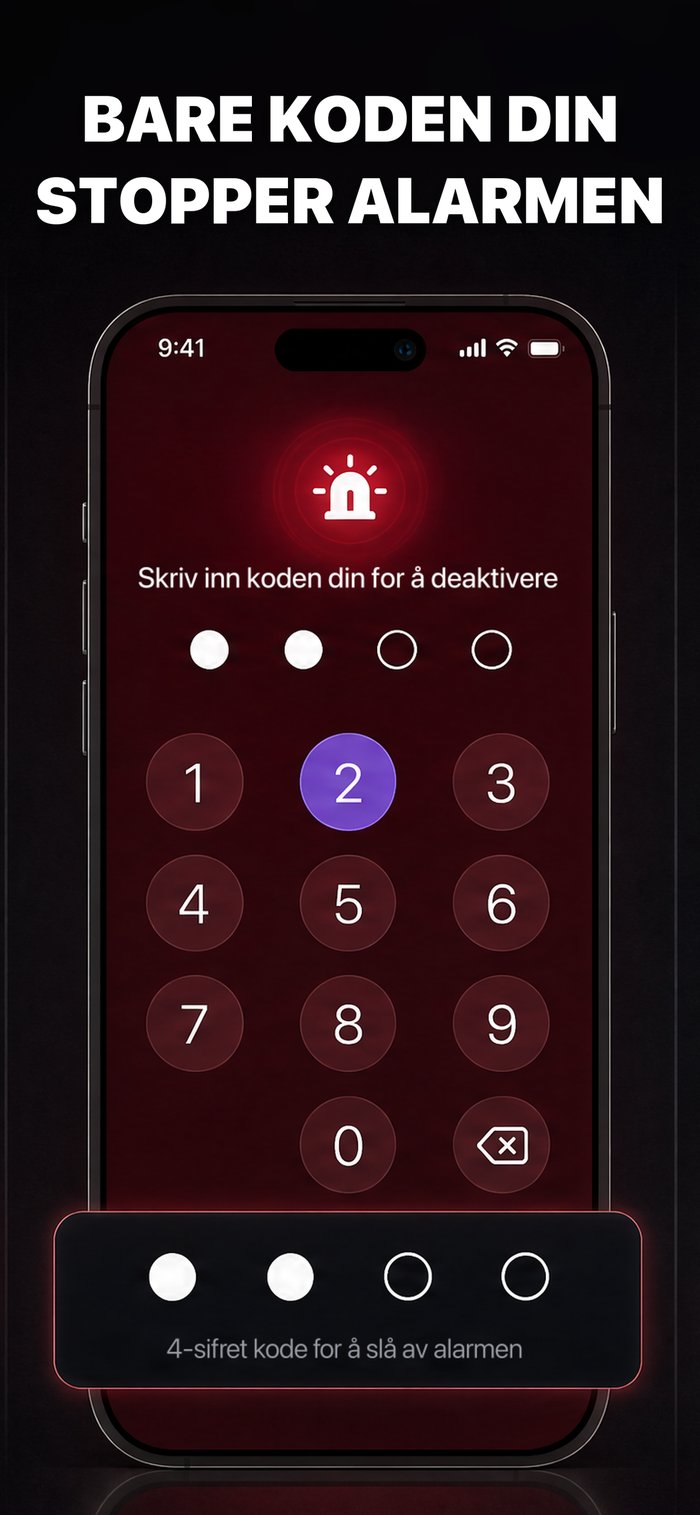 BARE KODEN DIN
STOPPER ALARMEN
9:41
Skriv inn koden din for å deaktivere
1 2 3
4 5 6
7 8 9
0
4-sifret kode for å slå av alarmen